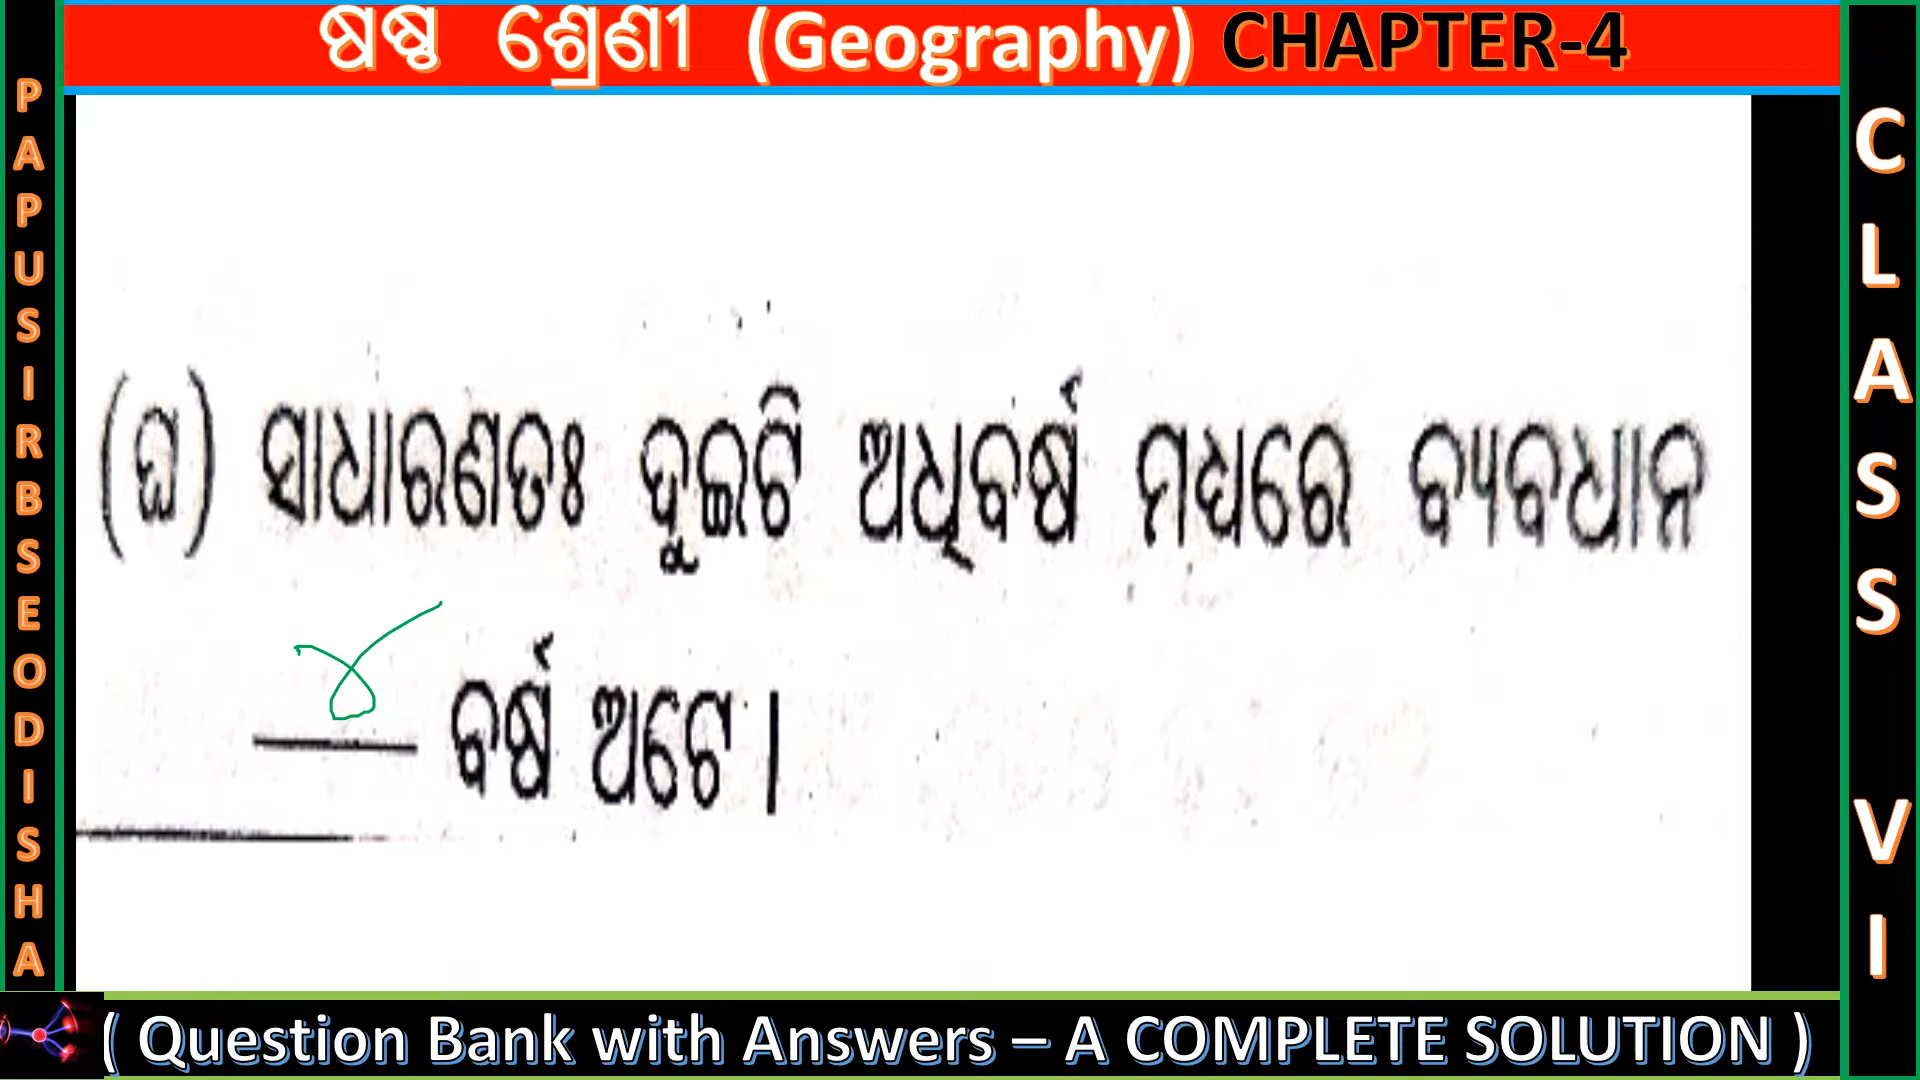 ଷଷ୍ଠ ଶ୍ରେଣୀ (Geography) CHAPTER-4
PAPUSIRBSEODISHA
(ଘ) ସାଧାରଣତଃ ଦୁଇଟି ଅଧିବର୍ଷ ମଧ୍ୟରେ ବ୍ୟବଧାନ
୪ ବର୍ଷ ଅଟେ ।
CLASS VI
( Question Bank with Answers – A COMPLETE SOLUTION )